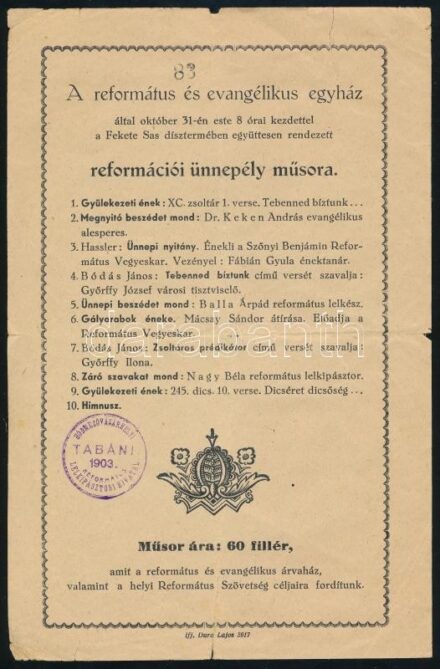 83
A református és evangélikus egyház
által október 31-én este 8 órai kezdettel
a Fekete Sas dísztermében együttesen rendezett
reformációi ünnepély műsora.
1. Gyülekezeti ének: XC. zsoltár 1. verse. Tebenned bíztunk...
2. Megnyitó beszédet mond: Dr. Keken András evangélikus
alesperes.
3. Hassler: Ünnepi nyitány. Énekli a Szőnyi Benjámin Refor-
mátus Vegyeskar. Vezényel: Fábián Gyula énektanár.
4. Bódás János: Tebenned bíztunk című versét szavalja:
Győrffy József városi tisztviselő.
5. Ünnepi beszédet mond: Balla Árpád református lelkész.
6. Gályarabok éneke. Mácsay Sándor átírása. Előadja a
Református Vegyeskar.
7. Bódás János: Zsoltáros prédikátor című versét szavalja:
Győrffy Ilona.
8. Záró szavakat mond: Nagy Béla református lelkipásztor.
9. Gyülekezeti ének: 245. dics. 10. verse. Dicséret dicsőség...
10. Himnusz.
HÓDMEZŐVÁSÁRHELYI
TABÁNI
1903.
REFORMÁTUS
LELKIPÁSZTORI HIVATAL
Műsor ára: 60 fillér,
amit a református és evangélikus árvaház,
valamint a helyi Református Szövetség céljaira fordítunk.
ifj. Dura Lajos 3917
darabanth